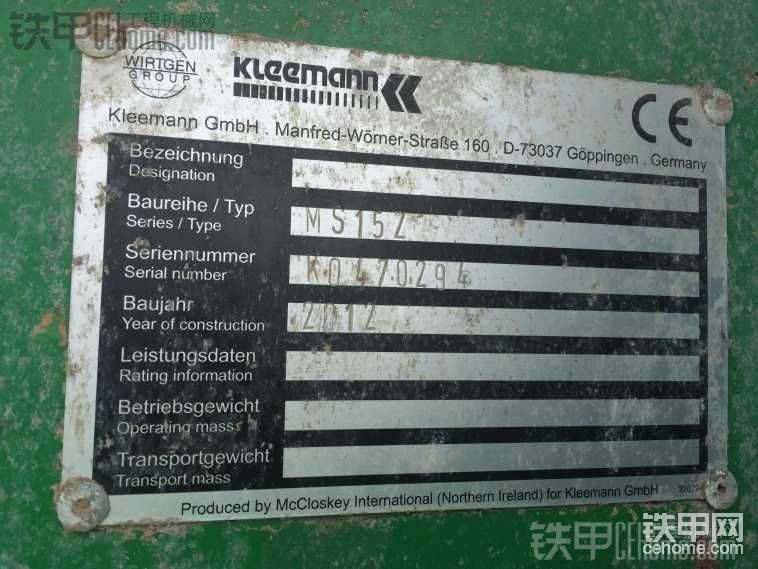 铁甲工程机械网
cehome.com
WIRTGEN
GROUP
KLEEMANN
CE
Kleemann GmbH . Manfred-Wörner-Straße 160 . D-73037 Göppingen . Germany
Bezeichnung
Designation
Baureihe / Typ
Series / Type
MS15Z
Seriennummer
Serial number
K0470294
Baujahr
Year of construction
2012
Leistungsdaten
Rating information
Betriebsgewicht
Operating mass
Transportgewicht
Transport mass
Produced by McCloskey International (Northern Ireland) for Kleemann GmbH
铁甲网
cehome.com